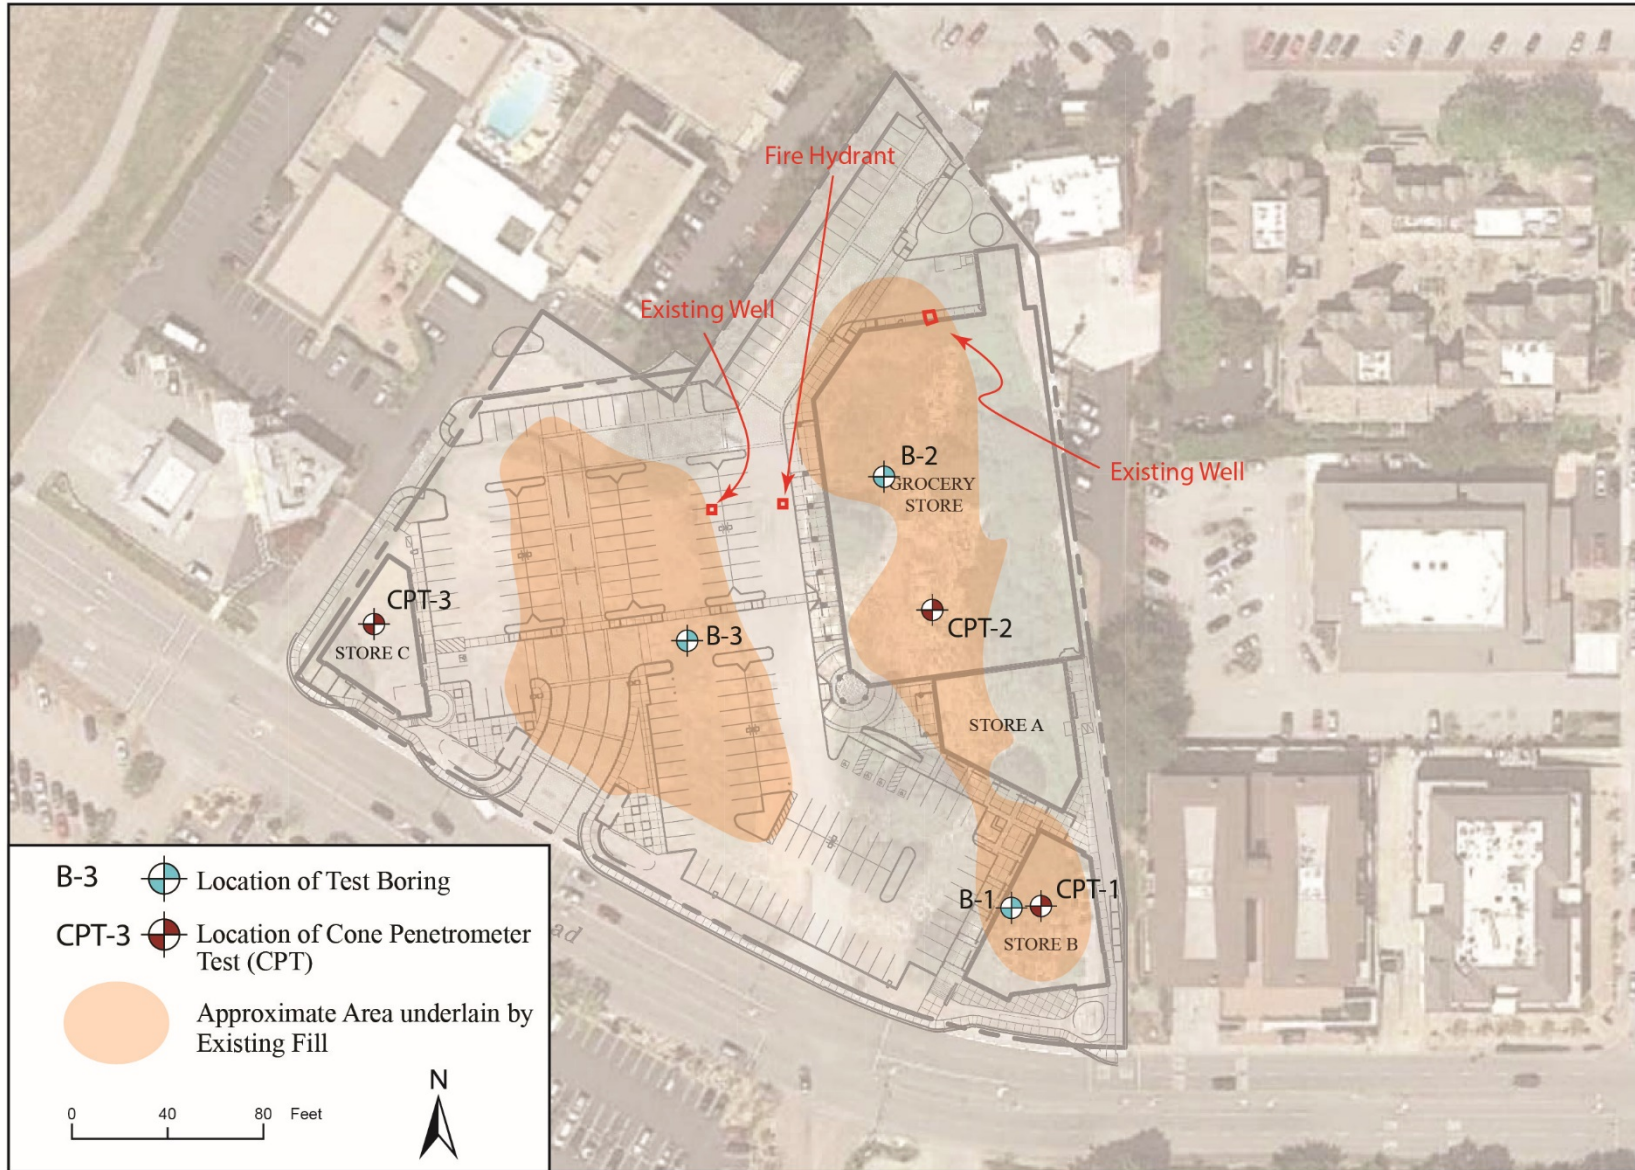 Fire Hydrant
Existing Well
B-2
GROCERY
STORE
Existing Well
CPT-3
STORE C
B-3
CPT-2
STORE A
B-1
CPT-1
STORE B
ad
B-3
Location of Test Boring
CPT-3
Location of Cone Penetrometer
Test (CPT)
Approximate Area underlain by
Existing Fill
N
0 40 80 Feet